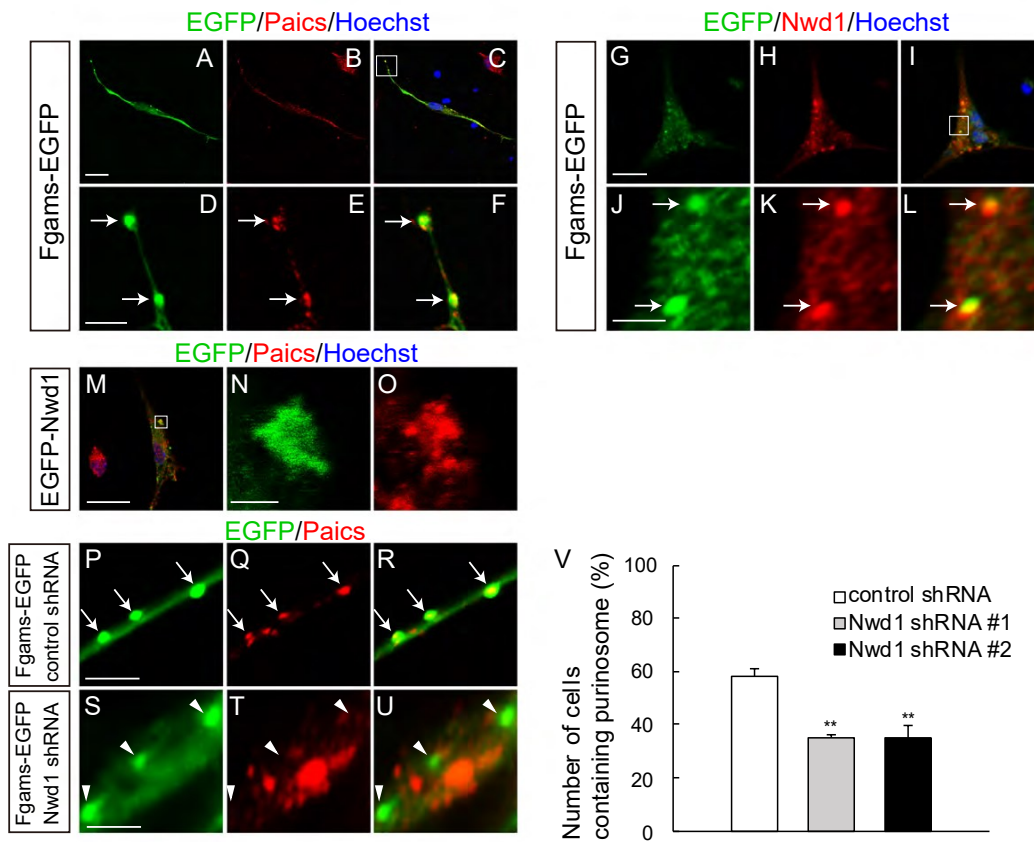 EGFP/Paics/Hoechst
Fgams-EGFP
A
B
C
D
E
F
EGFP/Nwd1/Hoechst
Fgams-EGFP
G
H
I
J
K
L
EGFP/Paics/Hoechst
EGFP-Nwd1
M
N
O
EGFP/Paics
Fgams-EGFP
control shRNA
P
Q
R
Fgams-EGFP
Nwd1 shRNA
S
T
U
V
Number of cells
containing purinosome (%)
100
80
60
40
20
0
control shRNA
Nwd1 shRNA #1
Nwd1 shRNA #2
**
**